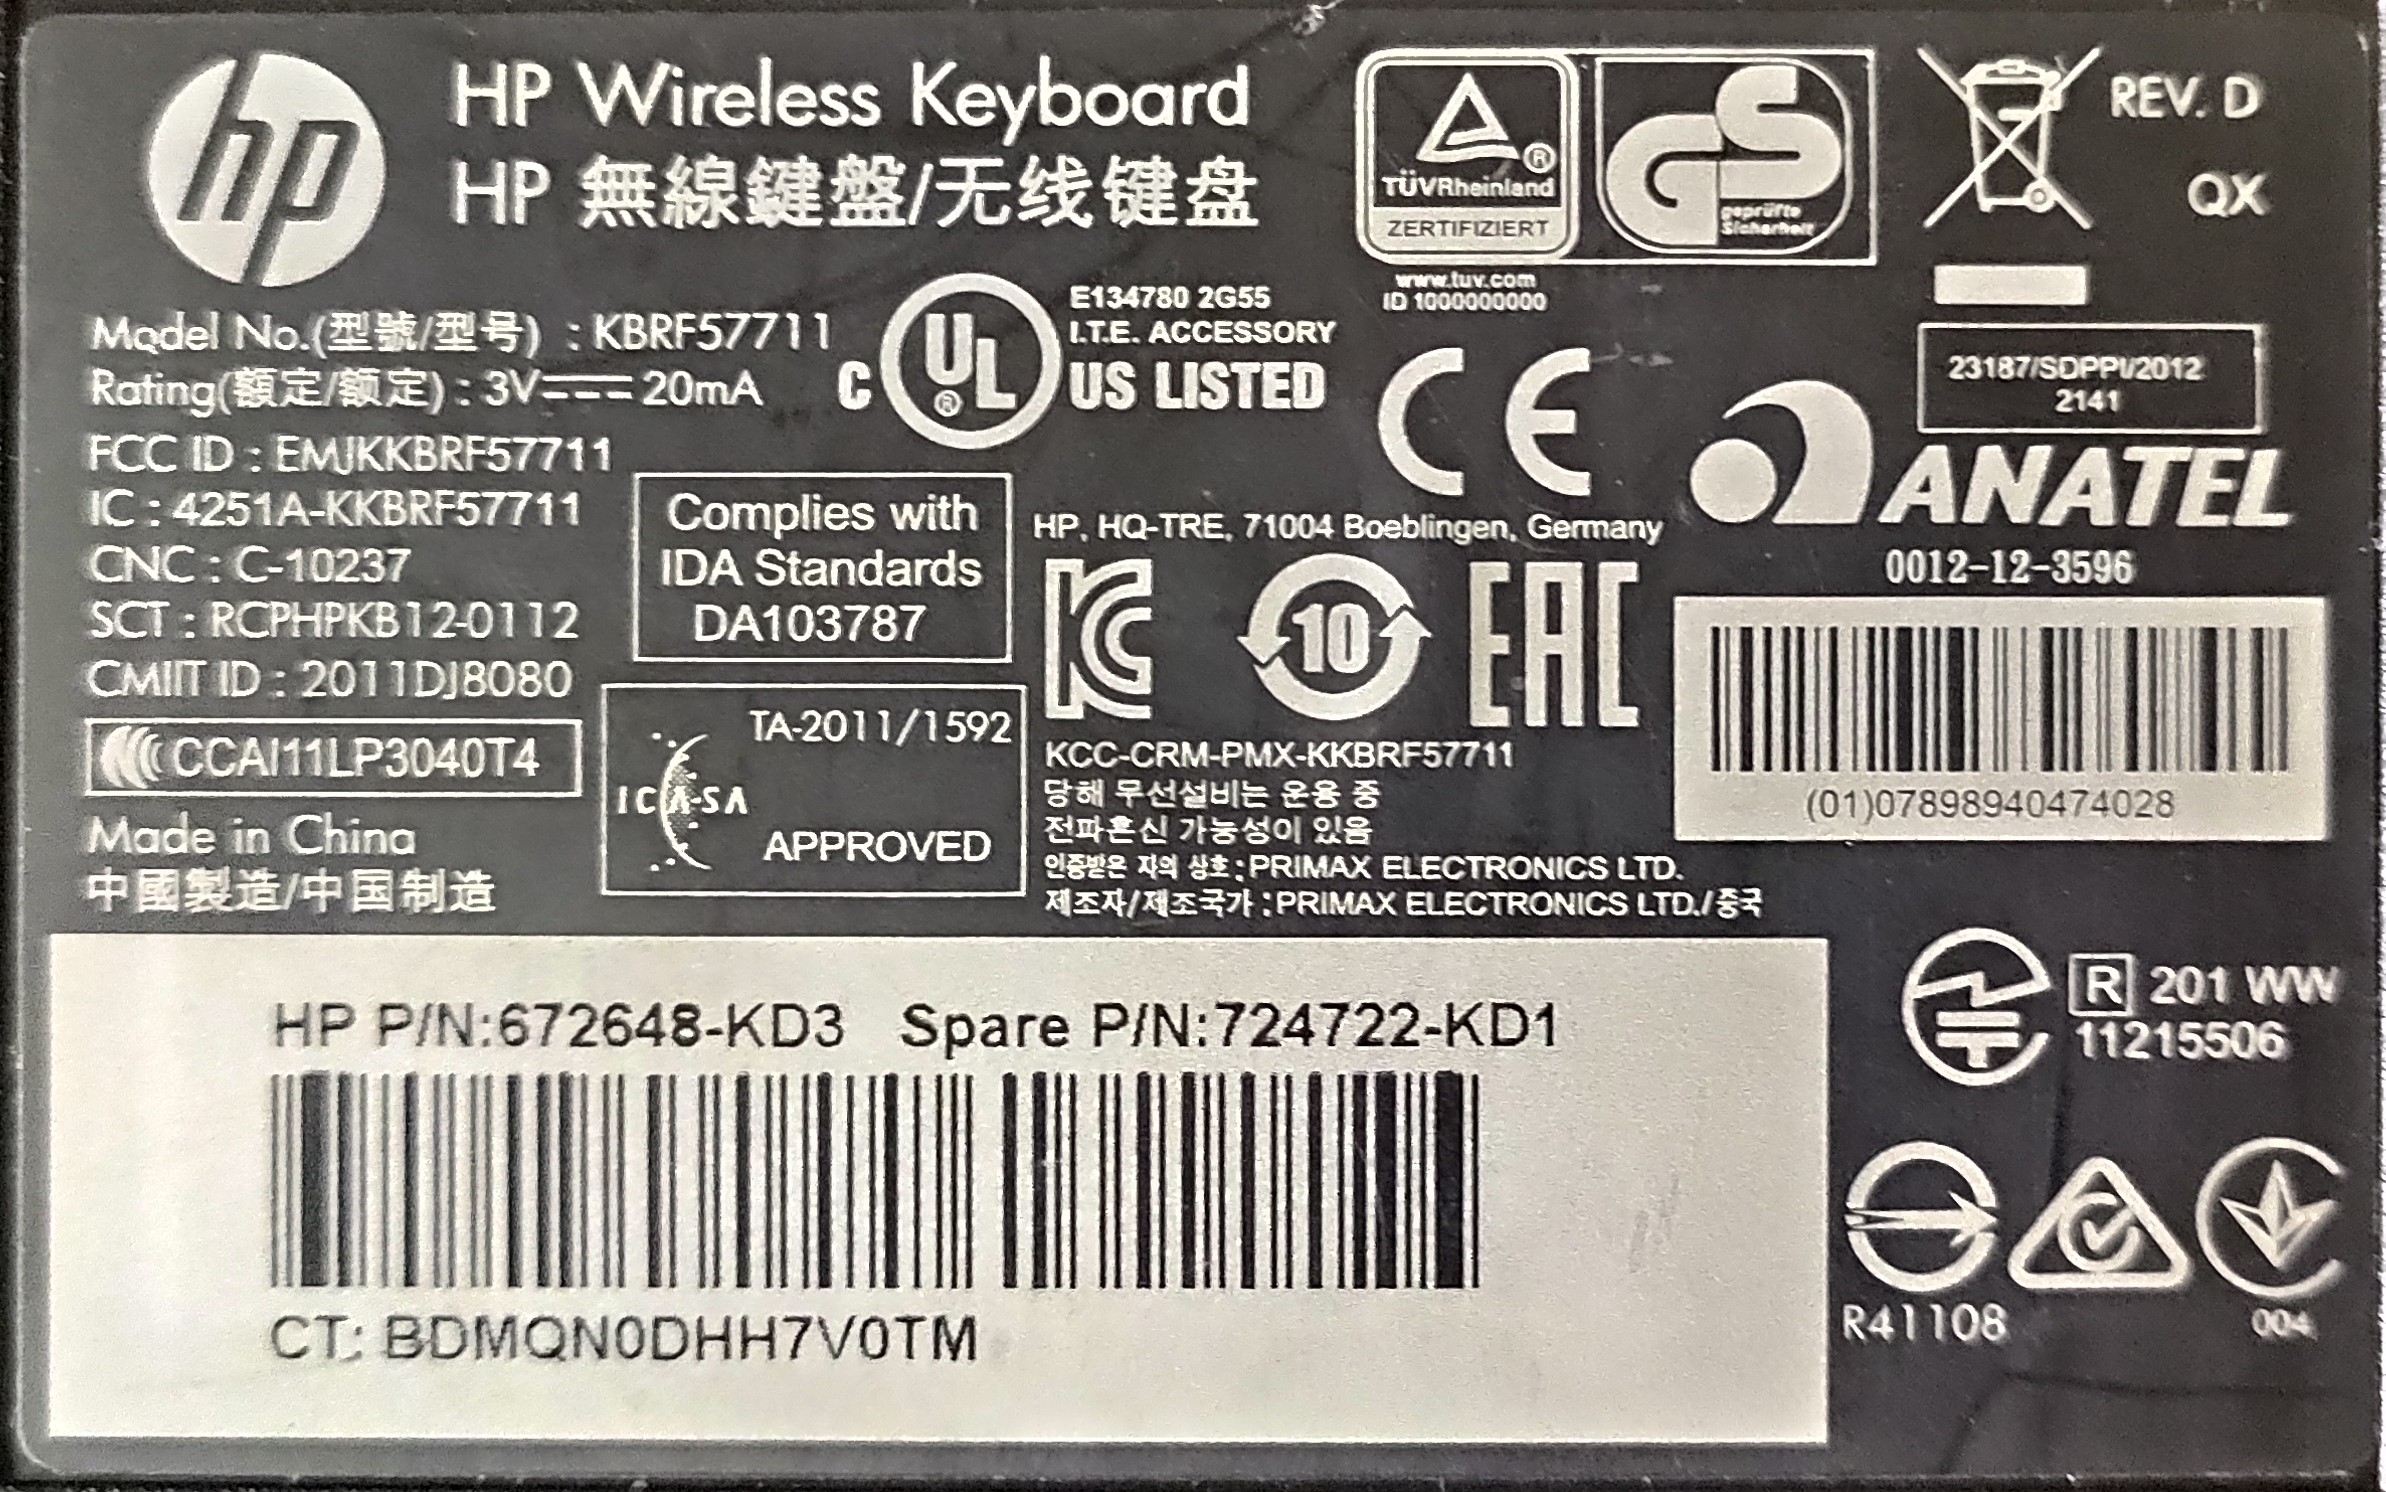 hp
HP Wireless Keyboard
HP 無線鍵盤/无线键盘
Model No.(型號/型号) : KBRF57711
Rating(額定/额定) : 3V 20mA
FCC ID : EMJKKBRF57711
IC : 4251A-KKBRF57711
CNC : C-10237
SCT : RCPHPKB12-0112
CMIIT ID : 2011DJ8080
CCAI11LP3040T4
Made in China
中國製造/中国制造
C UL ® US LISTED
E134780 2G55
I.T.E. ACCESSORY
Complies with
IDA Standards
DA103787
TA-2011/1592
ICASA
APPROVED
TÜVRheinland ®
ZERTIFIZIERT
www.tuv.com
ID 1000000000
GS
geprüfte
Sicherheit
REV. D
QX
CE
23187/SDPPI/2012
2141
ANATEL
0012-12-3596
(01)07898940474028
HP, HQ-TRE, 71004 Boeblingen, Germany
KC 10 EAC
KCC-CRM-PMX-KKBRF57711
당해 무선설비는 운용 중
전파혼신 가능성이 있음
인증받은 자의 상호 : PRIMAX ELECTRONICS LTD.
제조자/제조국가 : PRIMAX ELECTRONICS LTD./중국
HP P/N:672648-KD3 Spare P/N:724722-KD1
CT: BDMQN0DHH7V0TM
R 201 WW
11215506
R41108
004